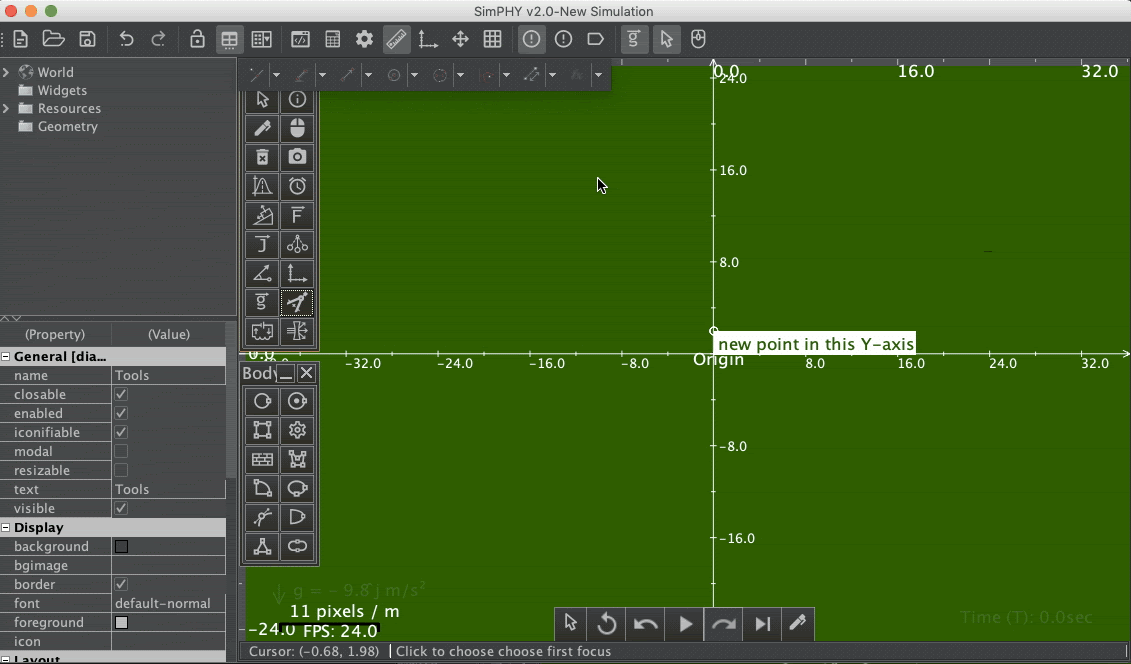 SimPHY v2.0-New Simulation
World
Widgets
Resources
Geometry
0.0
16.0
32.0
24.0
16.0
8.0
new point in this Y-axis
0.0
-32.0
-24.0
-16.0
-8.0
Origin
8.0
16.0
24.0
32.0
-8.0
-16.0
Body
(Property)
(Value)
General [dia...
name
Tools
closable
enabled
iconifiable
modal
resizable
text
Tools
visible
Display
background
bgimage
border
font
default-normal
foreground
icon
Layout
g = - 9.8ĵ m/s²
11 pixels / m
-24.0
FPS: 24.0
Time (T): 0.0sec
Cursor: (-0.68, 1.98)
Click to choose choose first focus